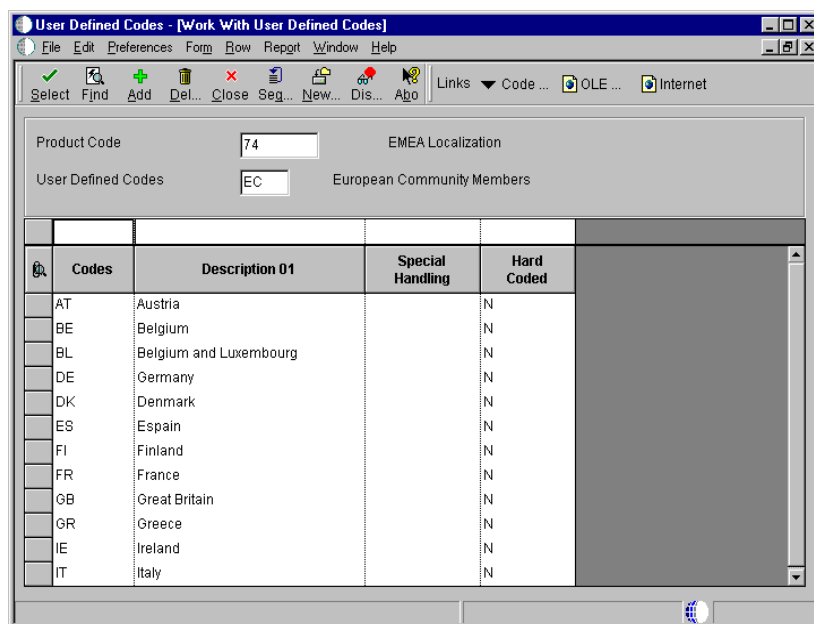 User Defined Codes - [Work With User Defined Codes]
File Edit Preferences Form Row Report Window Help
Select Find Add Del... Close Seq... New... Dis... Abo Links Code ... OLE ... Internet
Product Code 74 EMEA Localization
User Defined Codes EC European Community Members
Codes Description 01 Special Handling Hard Coded
AT Austria N
BE Belgium N
BL Belgium and Luxembourg N
DE Germany N
DK Denmark N
ES Espain N
FI Finland N
FR France N
GB Great Britain N
GR Greece N
IE Ireland N
IT Italy N